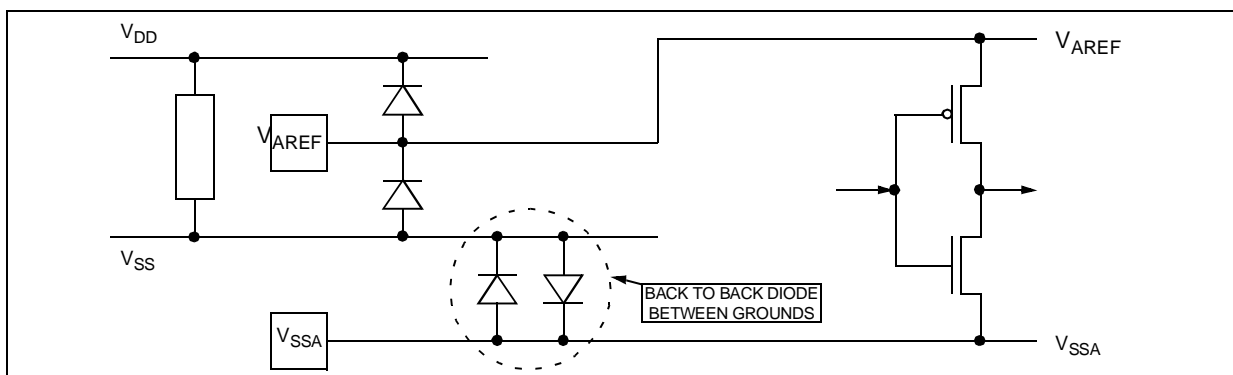 VDD
VAREF
VAREF
VSS
BACK TO BACK DIODE
BETWEEN GROUNDS
VSSA
VSSA